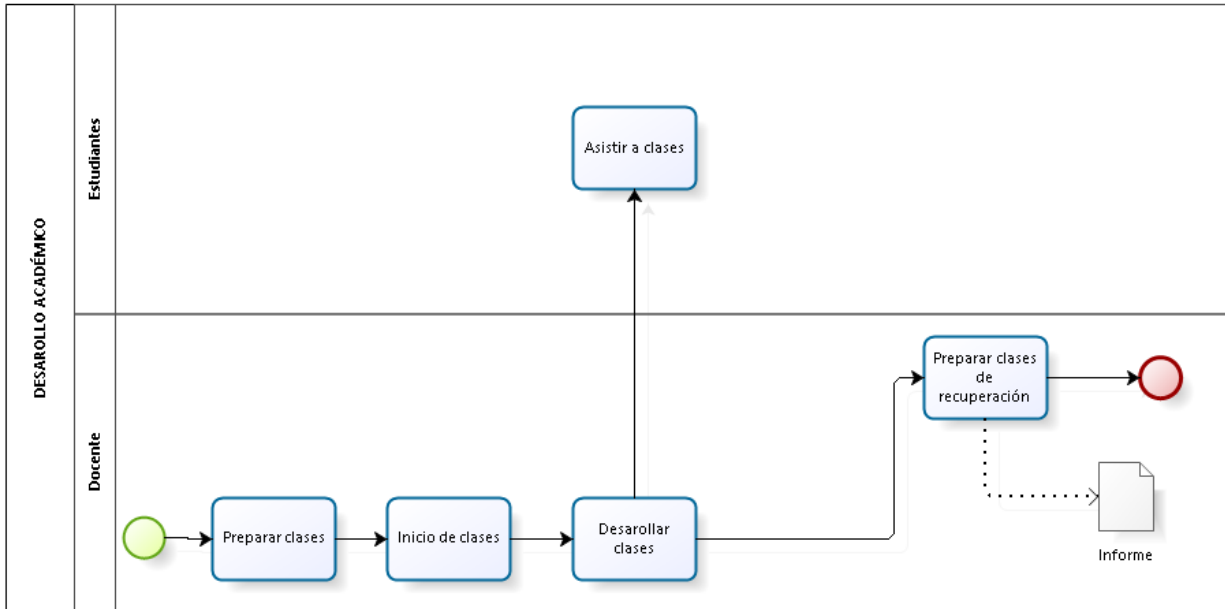 DESAROLLO ACADÉMICO
Estudiantes
Asistir a clases
Docente
Preparar clases
de
recuperación
Preparar clases
Inicio de clases
Desarollar
clases
Informe